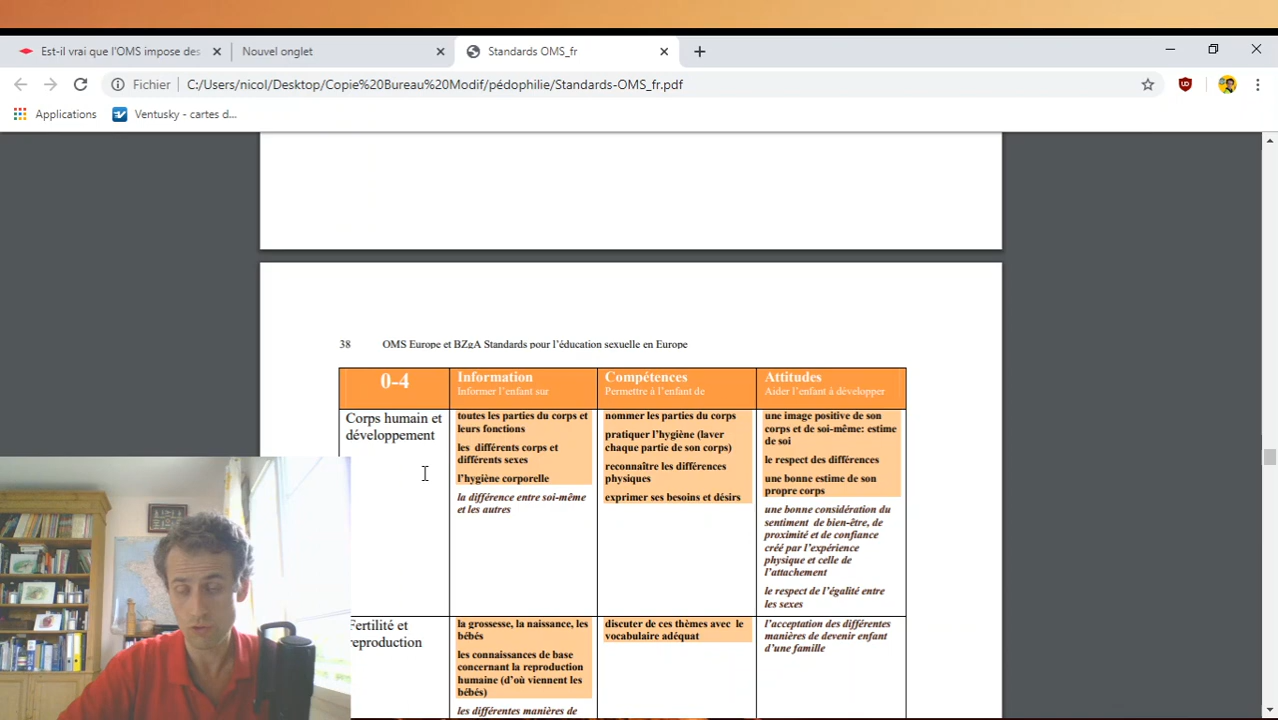 Est-il vrai que l'OMS impose des
Nouvel onglet
Standards OMS_fr
Fichier
C:/Users/nicol/Desktop/Copie%20Bureau%20Modif/pédophilie/Standards-OMS_fr.pdf
Applications
Ventusky - cartes d...
38 OMS Europe et BZgA Standards pour l'éducation sexuelle en Europe
0-4
Information
Informer l'enfant sur
Compétences
Permettre à l'enfant de
Attitudes
Aider l'enfant à développer
Corps humain et
développement
toutes les parties du corps et
leurs fonctions
les différents corps et
différents sexes
l'hygiène corporelle
la différence entre soi-même
et les autres
nommer les parties du corps
pratiquer l'hygiène (laver
chaque partie de son corps)
reconnaître les différences
physiques
exprimer ses besoins et désirs
une image positive de son
corps et de soi-même: estime
de soi
le respect des différences
une bonne estime de son
propre corps
une bonne considération du
sentiment de bien-être, de
proximité et de confiance
créé par l'expérience
physique et celle de
l'attachement
le respect de l'égalité entre
les sexes
Fertilité et
reproduction
la grossesse, la naissance, les
bébés
les connaissances de base
concernant la reproduction
humaine (d'où viennent les
bébés)
les différentes manières de
discuter de ces thèmes avec le
vocabulaire adéquat
l'acceptation des différentes
manières de devenir enfant
d'une famille